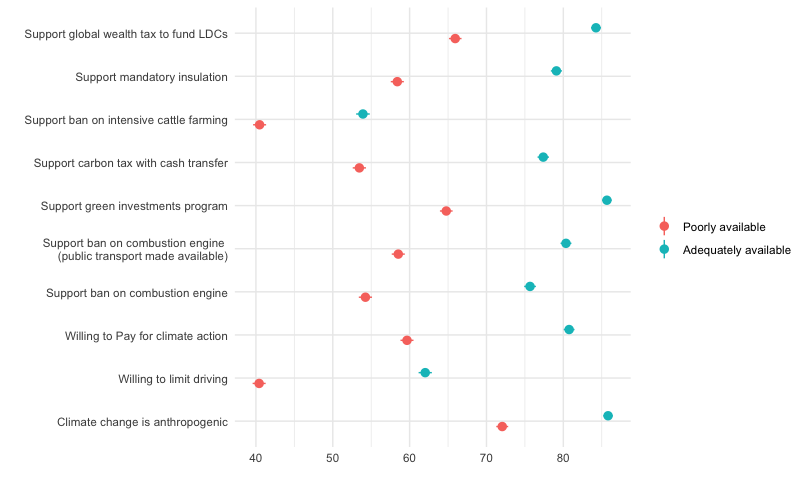 Support global wealth tax to fund LDCs
Support mandatory insulation
Support ban on intensive cattle farming
Support carbon tax with cash transfer
Support green investments program
Support ban on combustion engine
(public transport made available)
Support ban on combustion engine
Willing to Pay for climate action
Willing to limit driving
Climate change is anthropogenic
40 50 60 70 80
Poorly available
Adequately available